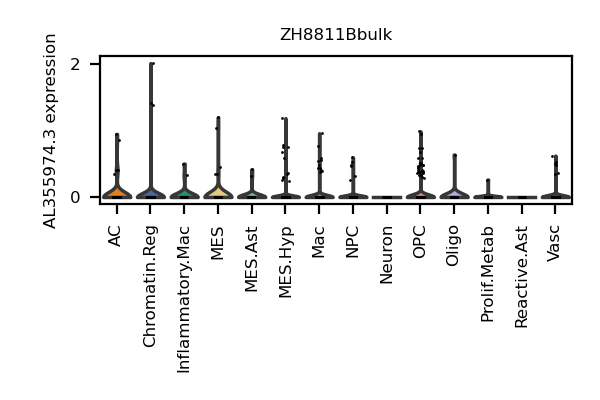 ZH8811Bbulk
AL355974.3 expression
2
0
AC
Chromatin.Reg
Inflammatory.Mac
MES
MES.Ast
MES.Hyp
Mac
NPC
Neuron
OPC
Oligo
Prolif.Metab
Reactive.Ast
Vasc